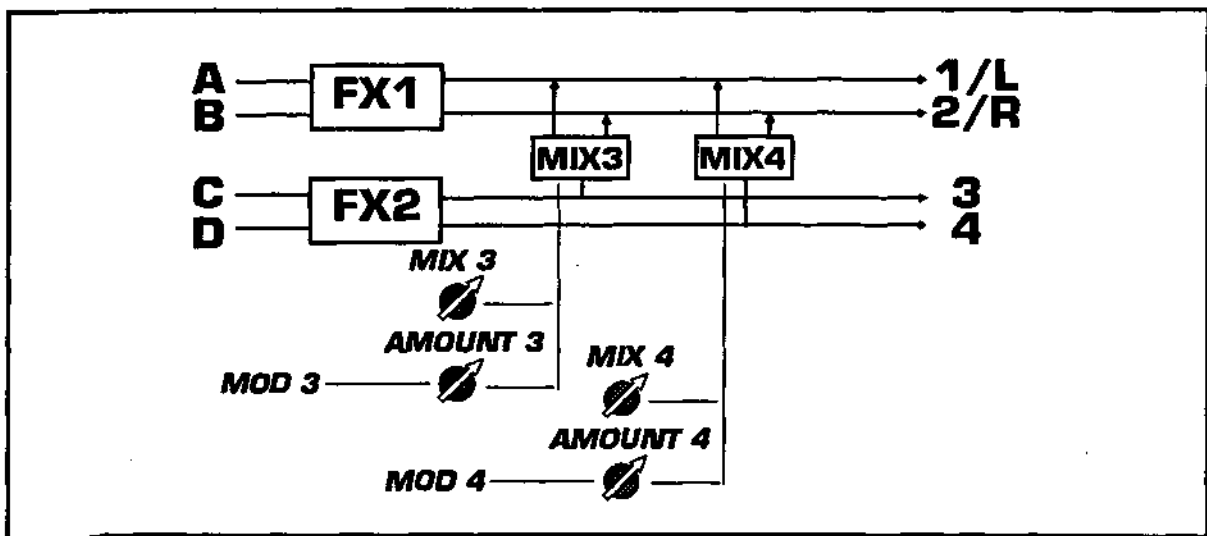 A
FX1
1/L
B
2/R
MIX3
MIX4
C
FX2
3
D
4
MIX 3
AMOUNT 3
MIX 4
MOD 3
AMOUNT 4
MOD 4